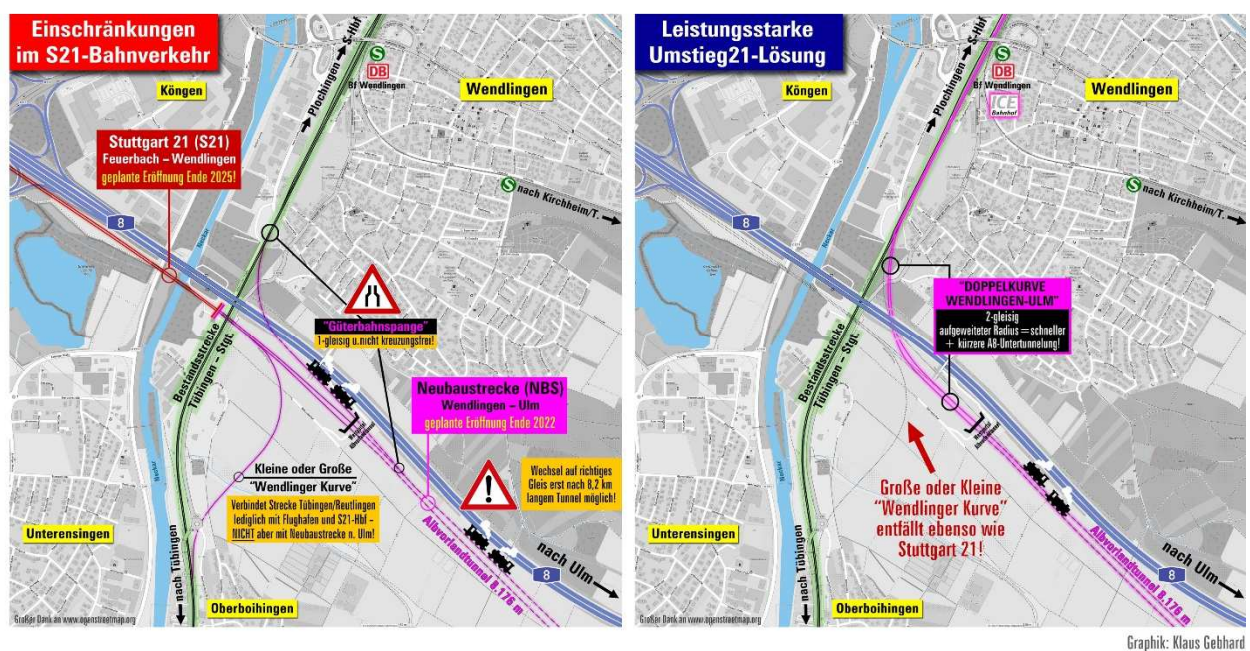 Einschränkungen
im S21-Bahnverkehr
Köngen
Plochingen
S-Hbf
S
DB
Bf Wendlingen
Wendlingen
Stuttgart 21 (S21)
Feuerbach – Wendlingen
geplante Eröffnung Ende 2025!
Neckar
S nach Kirchheim/T.
8
"Güterbahnspange"
1-gleisig u. nicht kreuzungsfrei!
Bestandsstrecke
Tübingen – Stgt.
Neubaustrecke (NBS)
Wendlingen – Ulm
geplante Eröffnung Ende 2022
Kleine oder Große
"Wendlinger Kurve"
Verbindet Strecke Tübingen/Reutlingen
lediglich mit Flughafen und S21-Hbf –
NICHT aber mit Neubaustrecke n. Ulm!
Wechsel auf richtiges
Gleis erst nach 8,2 km
langem Tunnel möglich!
Neckar
Unterensingen
nach Tübingen
Albvorlandtunnel 8.176 m
nach Ulm
8
Oberboihingen
Großer Dank an www.openstreetmap.org
Leistungsstarke
Umstieg21-Lösung
Köngen
Plochingen
S-Hbf
S
DB
Bf Wendlingen
ICE
Bahnhof
Wendlingen
Neckar
S nach Kirchheim/T.
8
"DOPPELKURVE
WENDLINGEN-ULM"
2-gleisig
aufgeweiteter Radius = schneller
+ kürzere A8-Untertunnelung!
Bestandsstrecke
Tübingen – Stgt.
Große oder Kleine
"Wendlinger Kurve"
entfällt ebenso wie
Stuttgart 21!
Neckar
Unterensingen
nach Tübingen
Albvorlandtunnel 8.176 m
nach Ulm
8
Oberboihingen
Großer Dank an www.openstreetmap.org
Graphik: Klaus Gebhard